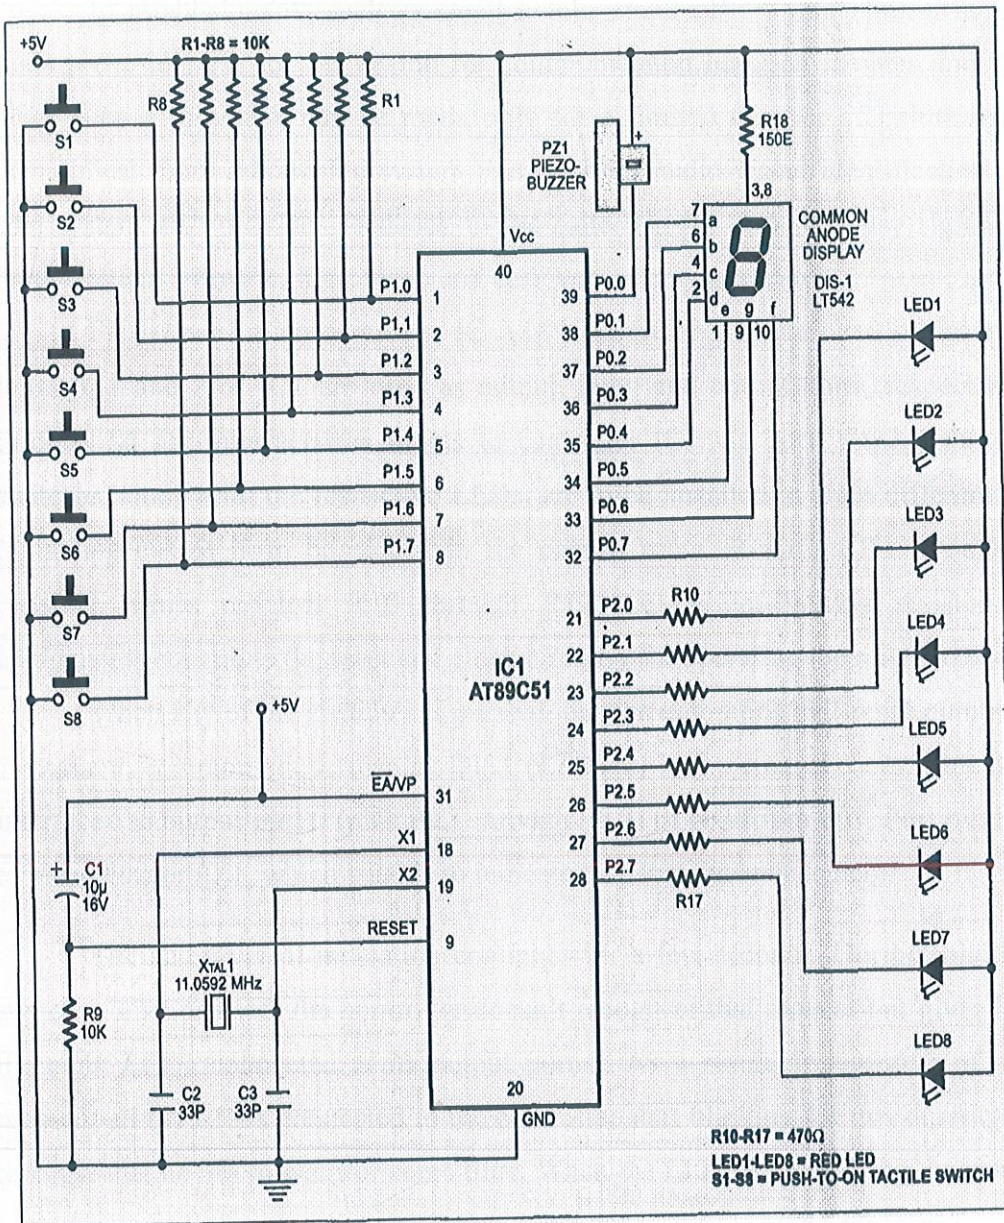 +5V
R1-R8 = 10K
R8
R1
S1
S2
S3
S4
S5
S6
S7
S8
PZ1
PIEZO-
BUZZER
+
R18
150E
3,8
7
6
4
2
a
b
c
d
e g f
1 9 10
COMMON
ANODE
DISPLAY
DIS-1
LT542
Vcc
40
P1.0
1
P1,1
2
P1.2
3
P1.3
4
P1.4
5
P1.5
6
P1.6
7
P1.7
8
39
P0.0
38
P0.1
37
P0.2
36
P0.3
35
P0.4
34
P0.5
33
P0.6
32
P0.7
21
P2.0
R10
22
P2.1
23
P2.2
24
P2.3
25
P2.4
26
P2.5
27
P2.6
28
P2.7
R17
IC1
AT89C51
LED1
LED2
LED3
LED4
LED5
LED6
LED7
LED8
+5V
EA/VP
31
X1
18
X2
19
RESET
9
+
C1
10µ
16V
R9
10K
XTAL1
11.0592 MHz
C2
33P
C3
33P
20
GND
R10-R17 = 470Ω
LED1-LED8 = RED LED
S1-S8 = PUSH-TO-ON TACTILE SWITCH